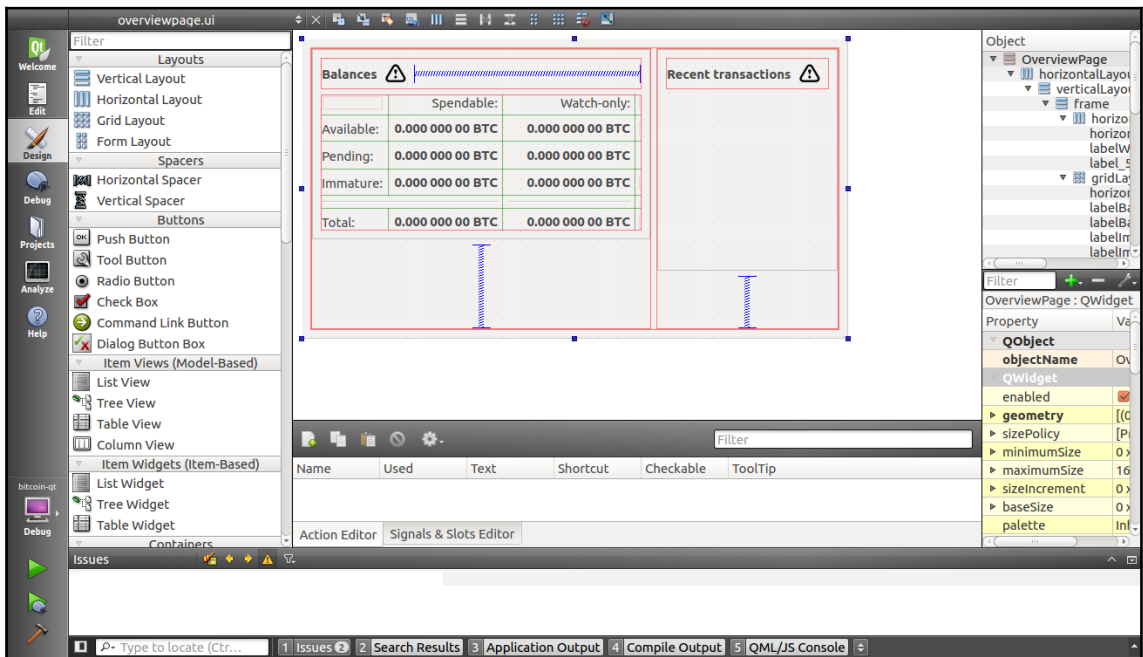 overviewpage.ui
Qt
Welcome
Edit
Design
Debug
Projects
Analyze
Help
bitcoin-qt
Debug
Filter
Layouts
Vertical Layout
Horizontal Layout
Grid Layout
Form Layout
Spacers
Horizontal Spacer
Vertical Spacer
Buttons
OK Push Button
Tool Button
Radio Button
Check Box
Command Link Button
Dialog Button Box
Item Views (Model-Based)
List View
Tree View
Table View
Column View
Item Widgets (Item-Based)
List Widget
Tree Widget
Table Widget
Containers
Balances
Recent transactions
Spendable: Watch-only:
Available: 0.000 000 00 BTC 0.000 000 00 BTC
Pending: 0.000 000 00 BTC 0.000 000 00 BTC
Immature: 0.000 000 00 BTC 0.000 000 00 BTC
Total: 0.000 000 00 BTC 0.000 000 00 BTC
Filter
Name Used Text Shortcut Checkable ToolTip
Action Editor Signals & Slots Editor
Object
OverviewPage
horizontalLayou
verticalLayou
frame
horizo
horizon
labelW
label_5
gridLay
horizon
labelBa
labelBa
labelIm
labelIm
Filter
OverviewPage : QWidget
Property Va
QObject
objectName Ov
QWidget
enabled
geometry [(0
sizePolicy [P
minimumSize 0 x
maximumSize 16
sizeIncrement 0 x
baseSize 0 x
palette Inh
Issues
Type to locate (Ctr...
1 Issues 2 2 Search Results 3 Application Output 4 Compile Output 5 QML/JS Console